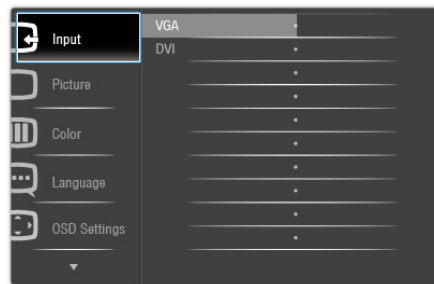 Input
VGA
DVI
Picture
Color
Language
OSD Settings